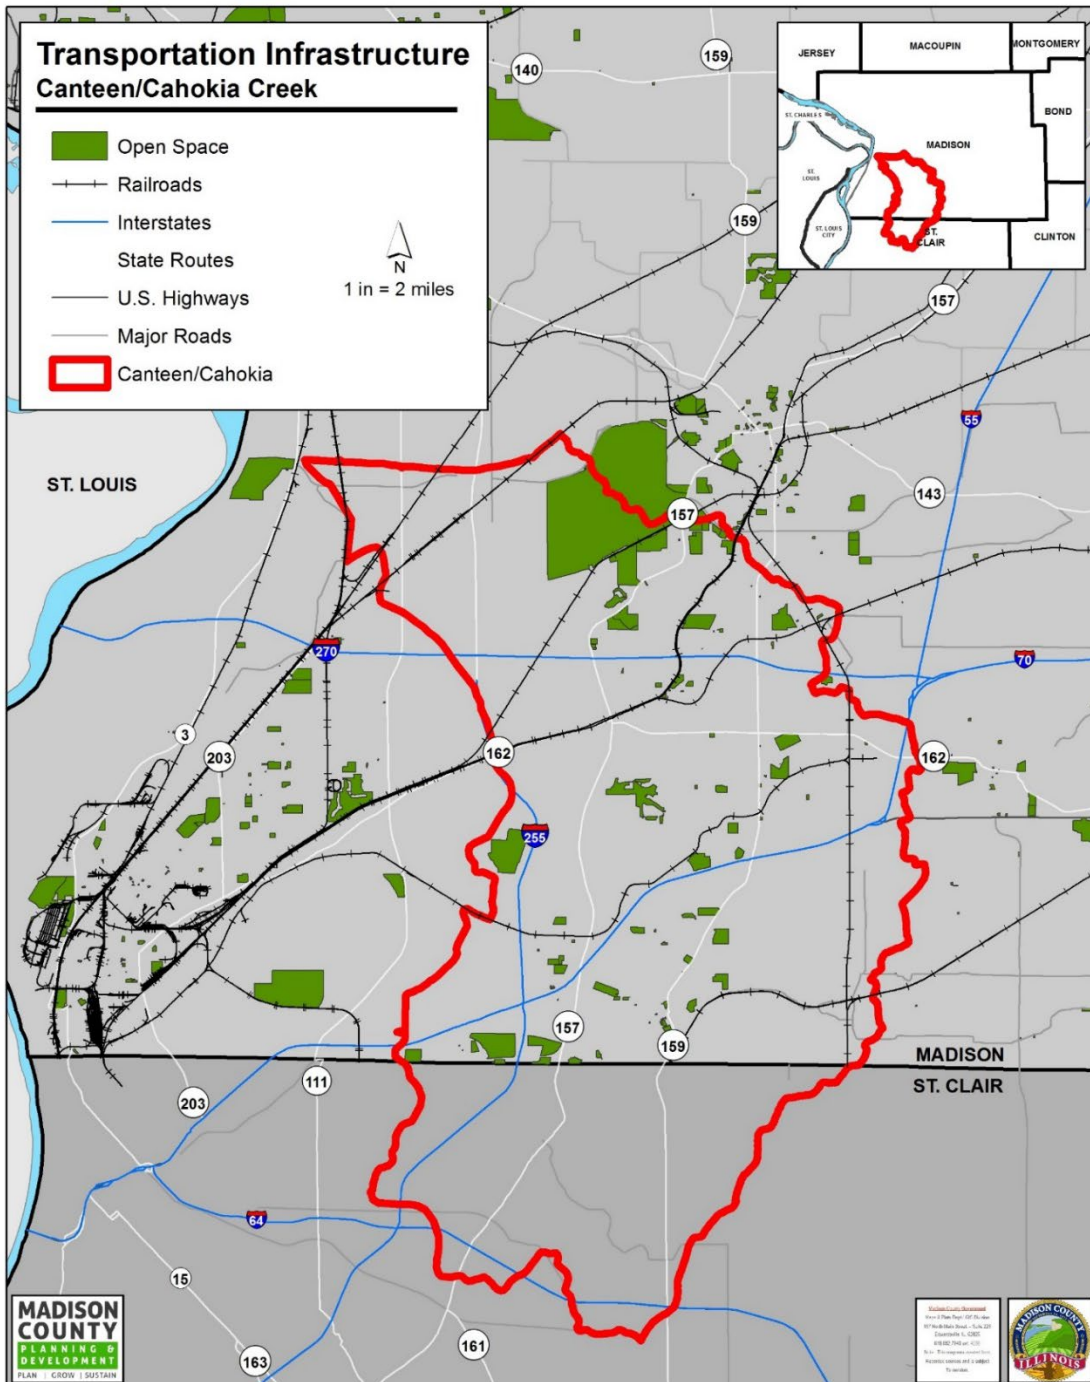 Transportation Infrastructure
Canteen/Cahokia Creek
Open Space
Railroads
Interstates
State Routes
U.S. Highways
Major Roads
Canteen/Cahokia
N
1 in = 2 miles
JERSEY
MACOUPIN
MONTGOMERY
BOND
ST. CHARLES
MADISON
ST. LOUIS
ST. LOUIS CITY
ST. CLAIR
CLINTON
140
159
159
157
55
ST. LOUIS
143
157
270
70
3
203
162
162
255
157
159
MADISON
ST. CLAIR
111
203
64
15
161
163
MADISON
COUNTY
PLANNING &
DEVELOPMENT
PLAN | GROW | SUSTAIN
MADISON COUNTY
ILLINOIS